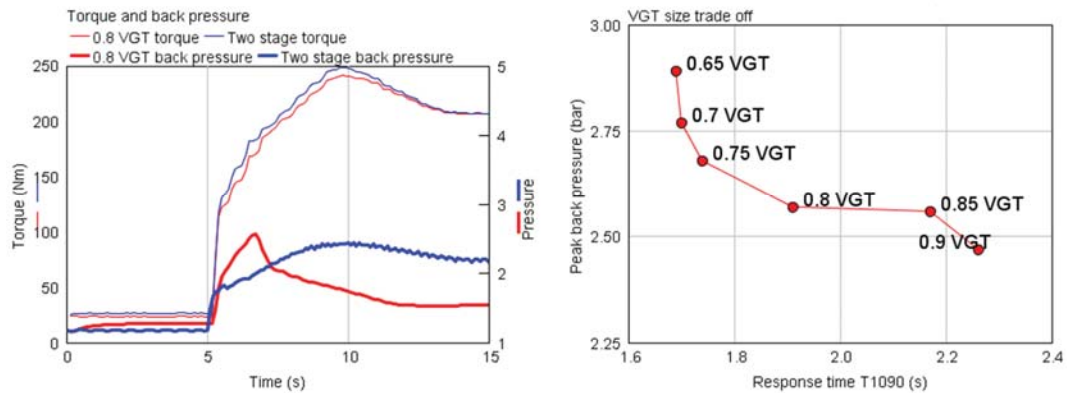 Torque and back pressure
0.8 VGT torque Two stage torque
0.8 VGT back pressure Two stage back pressure
250
200
150
100
50
0
Torque (Nm)
5
4
3
2
1
Pressure
0 5 10 15
Time (s)
VGT size trade off
3.00
2.75
2.50
2.25
Peak back pressure (bar)
0.65 VGT
0.7 VGT
0.75 VGT
0.8 VGT
0.85 VGT
0.9 VGT
1.6 1.8 2.0 2.2 2.4
Response time T1090 (s)